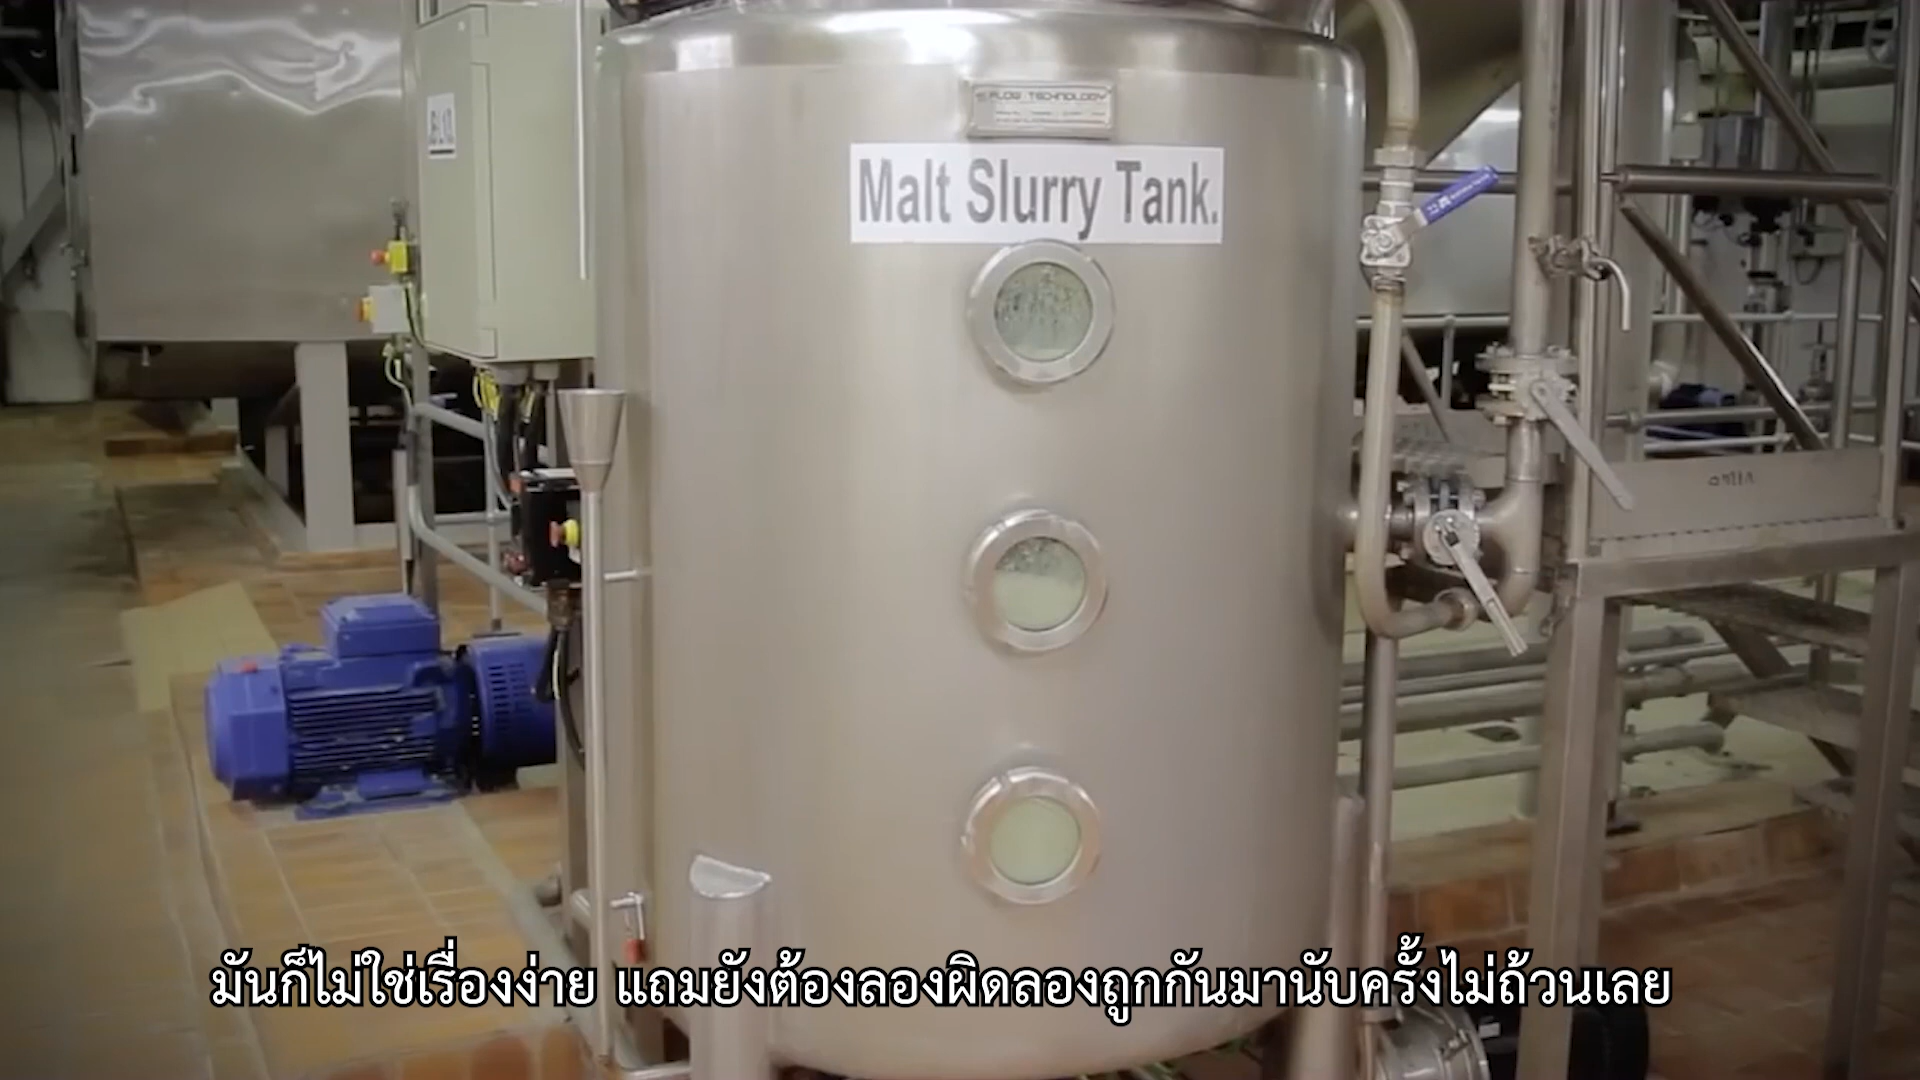 FLOW TECHNOLOGY
Malt Slurry Tank.
มันก็ไม่ใช่เรื่องง่าย แถมยังต้องลองผิดลองถูกกันมานับครั้งไม่ถ้วนเลย